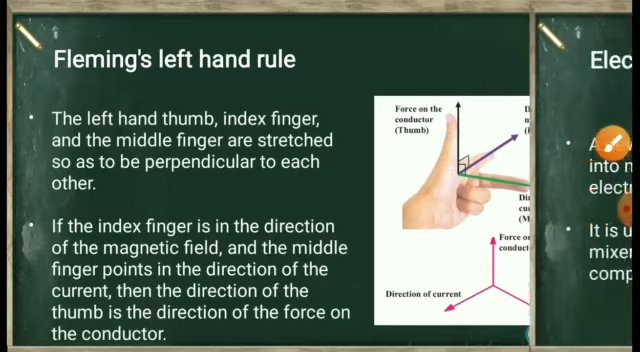 Fleming's left hand rule
• The left hand thumb, index finger,
and the middle finger are stretched
so as to be perpendicular to each
other.
• If the index finger is in the direction
of the magnetic field, and the middle
finger points in the direction of the
current, then the direction of the
thumb is the direction of the force on
the conductor.
Force on the
conductor
(Thumb)
Direction of current
Force on
conduct
Elec
into
elect
• It is u
mixe
comp